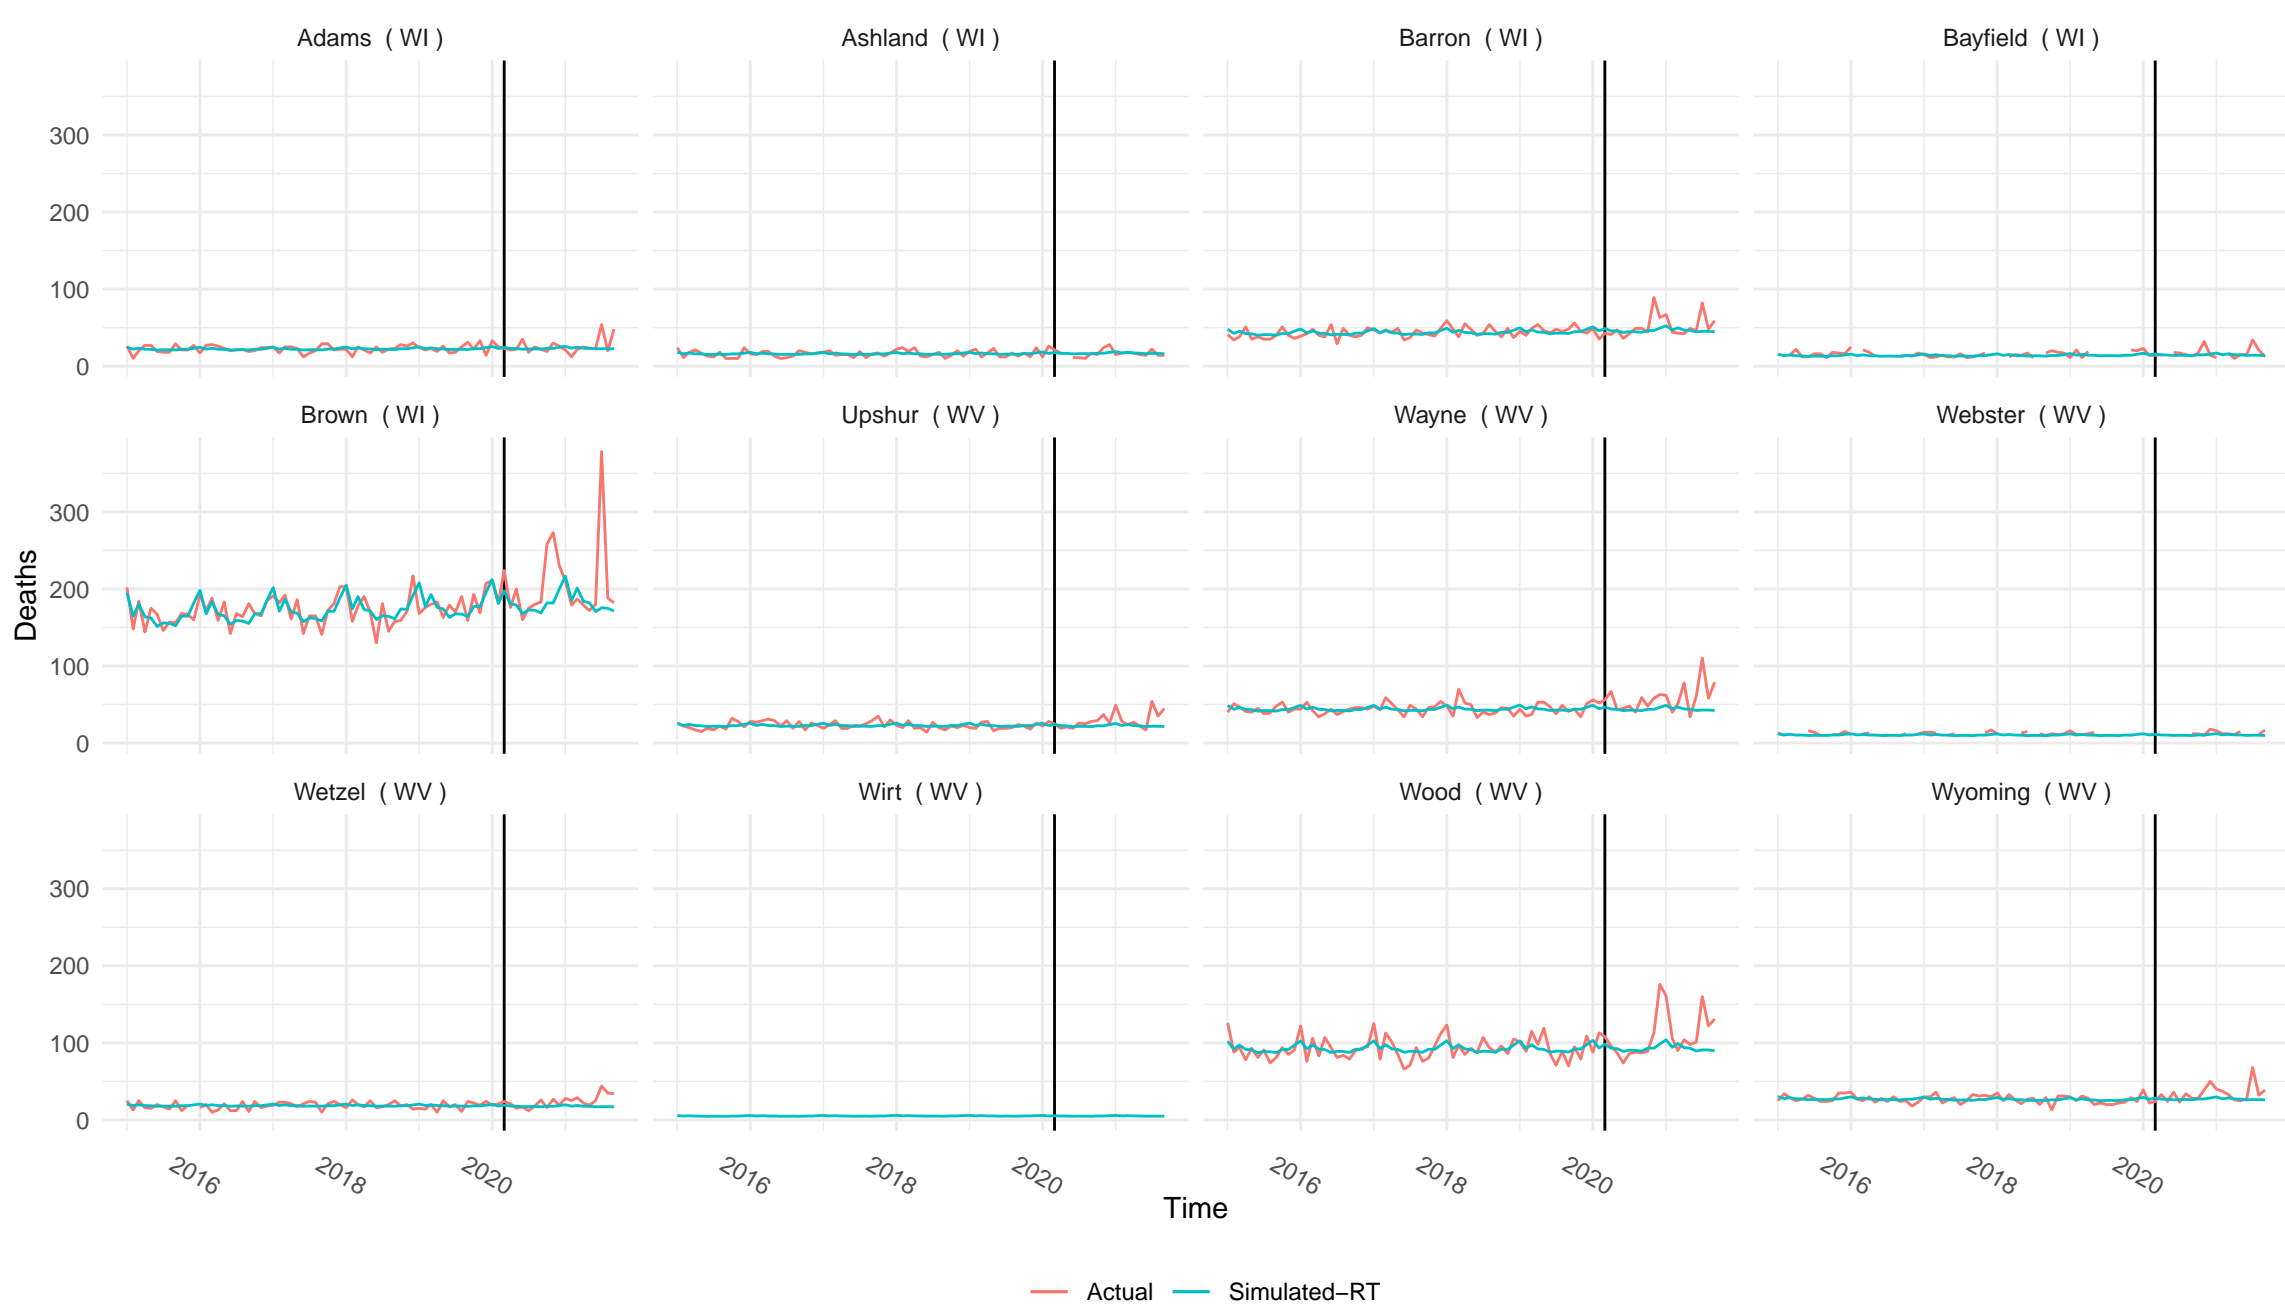 Adams ( WI )
Ashland ( WI )
Barron ( WI )
Bayfield ( WI )
300
200
100
0
Brown ( WI )
Upshur ( WV )
Wayne ( WV )
Webster ( WV )
300
200
100
0
Wetzel ( WV )
Wirt ( WV )
Wood ( WV )
Wyoming ( WV )
300
200
100
0
Deaths
2016 2018 2020
2016 2018 2020
2016 2018 2020
2016 2018 2020
Time
Actual
Simulated−RT